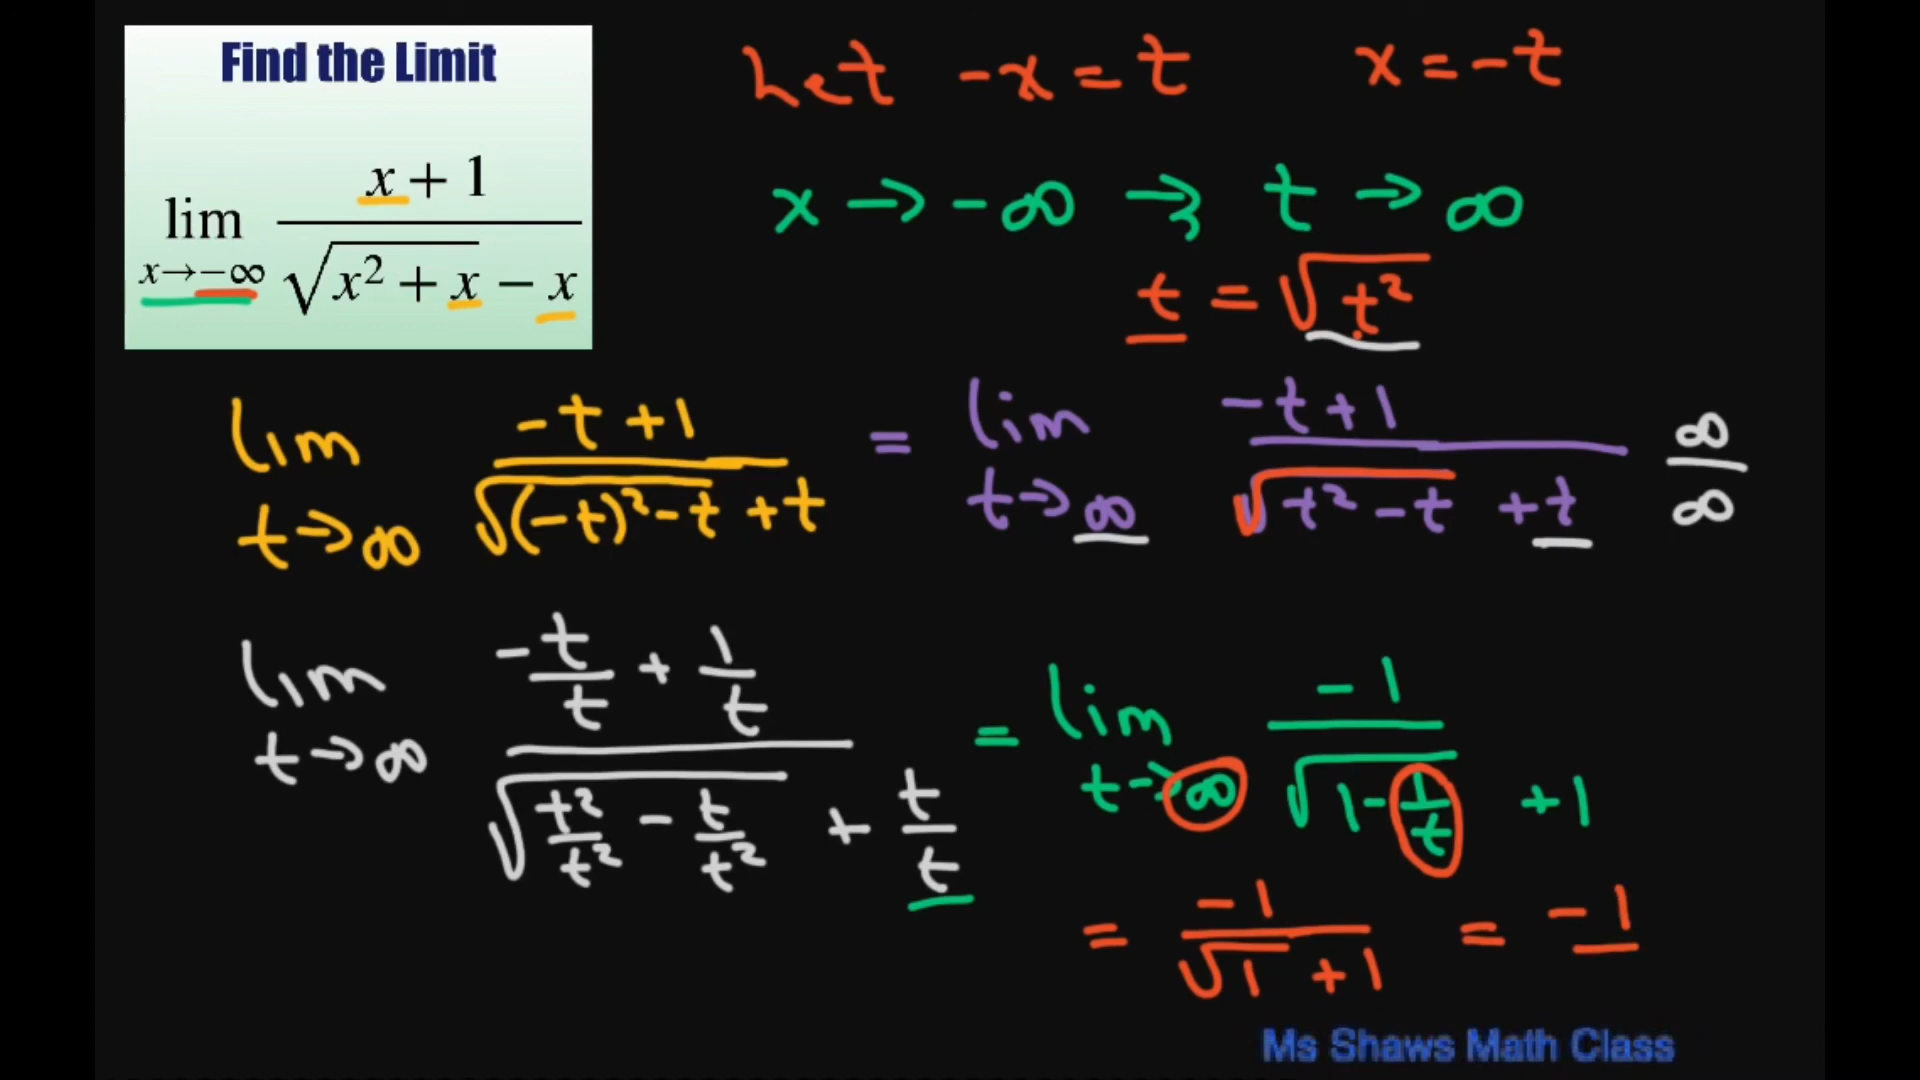 Find the Limit
lim x→−∞ (x + 1)/(√(x² + x) − x)
Let -x = t    x = -t
x → -∞ → t → ∞
t = √(t²)
lim t→∞ (-t + 1)/(√((-t)² - t) + t) = lim t→∞ (-t + 1)/(√(t² - t) + t)    ∞/∞
lim t→∞ (-t/t + 1/t)/(√(t²/t² - t/t²) + t/t) = lim t→∞ -1/(√(1 - 1/t) + 1)
= -1/(√1 + 1) = -1
Ms Shaws Math Class